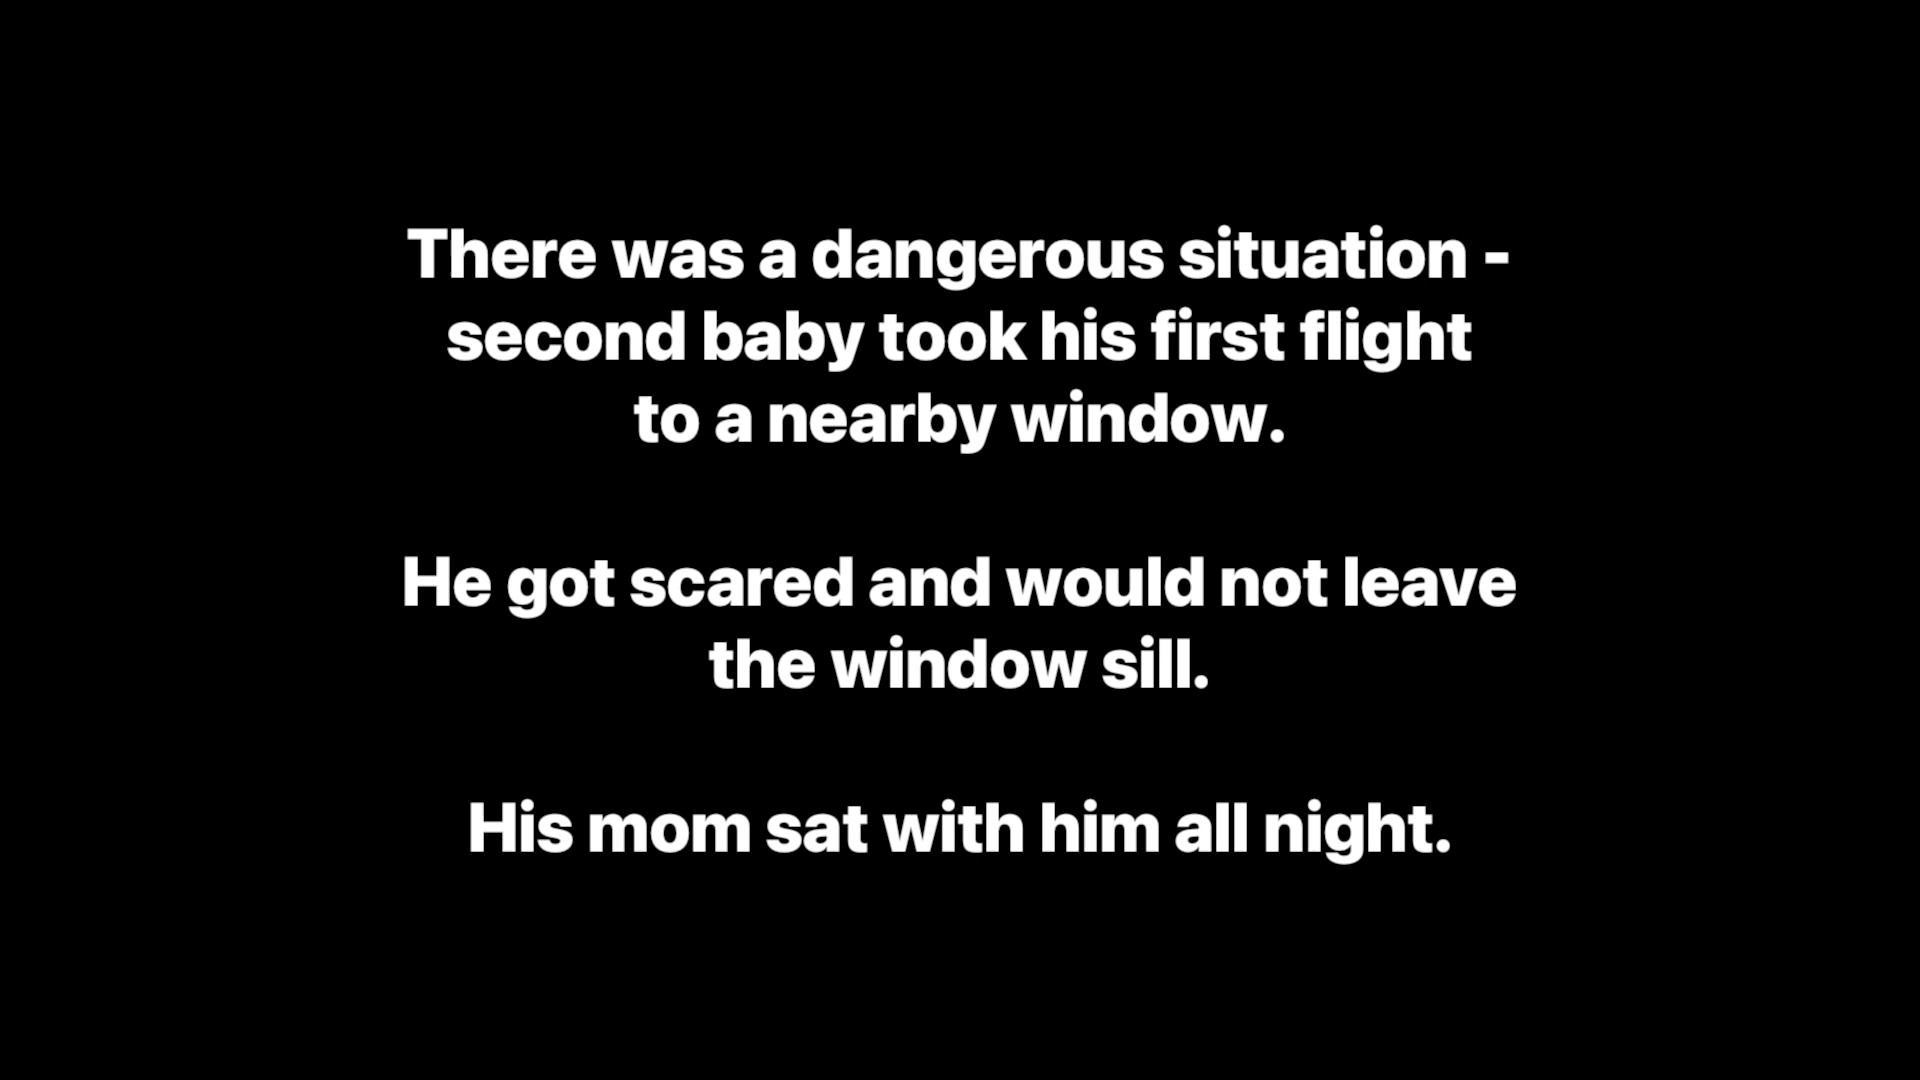 There was a dangerous situation -
second baby took his first flight
to a nearby window.
He got scared and would not leave
the window sill.
His mom sat with him all night.